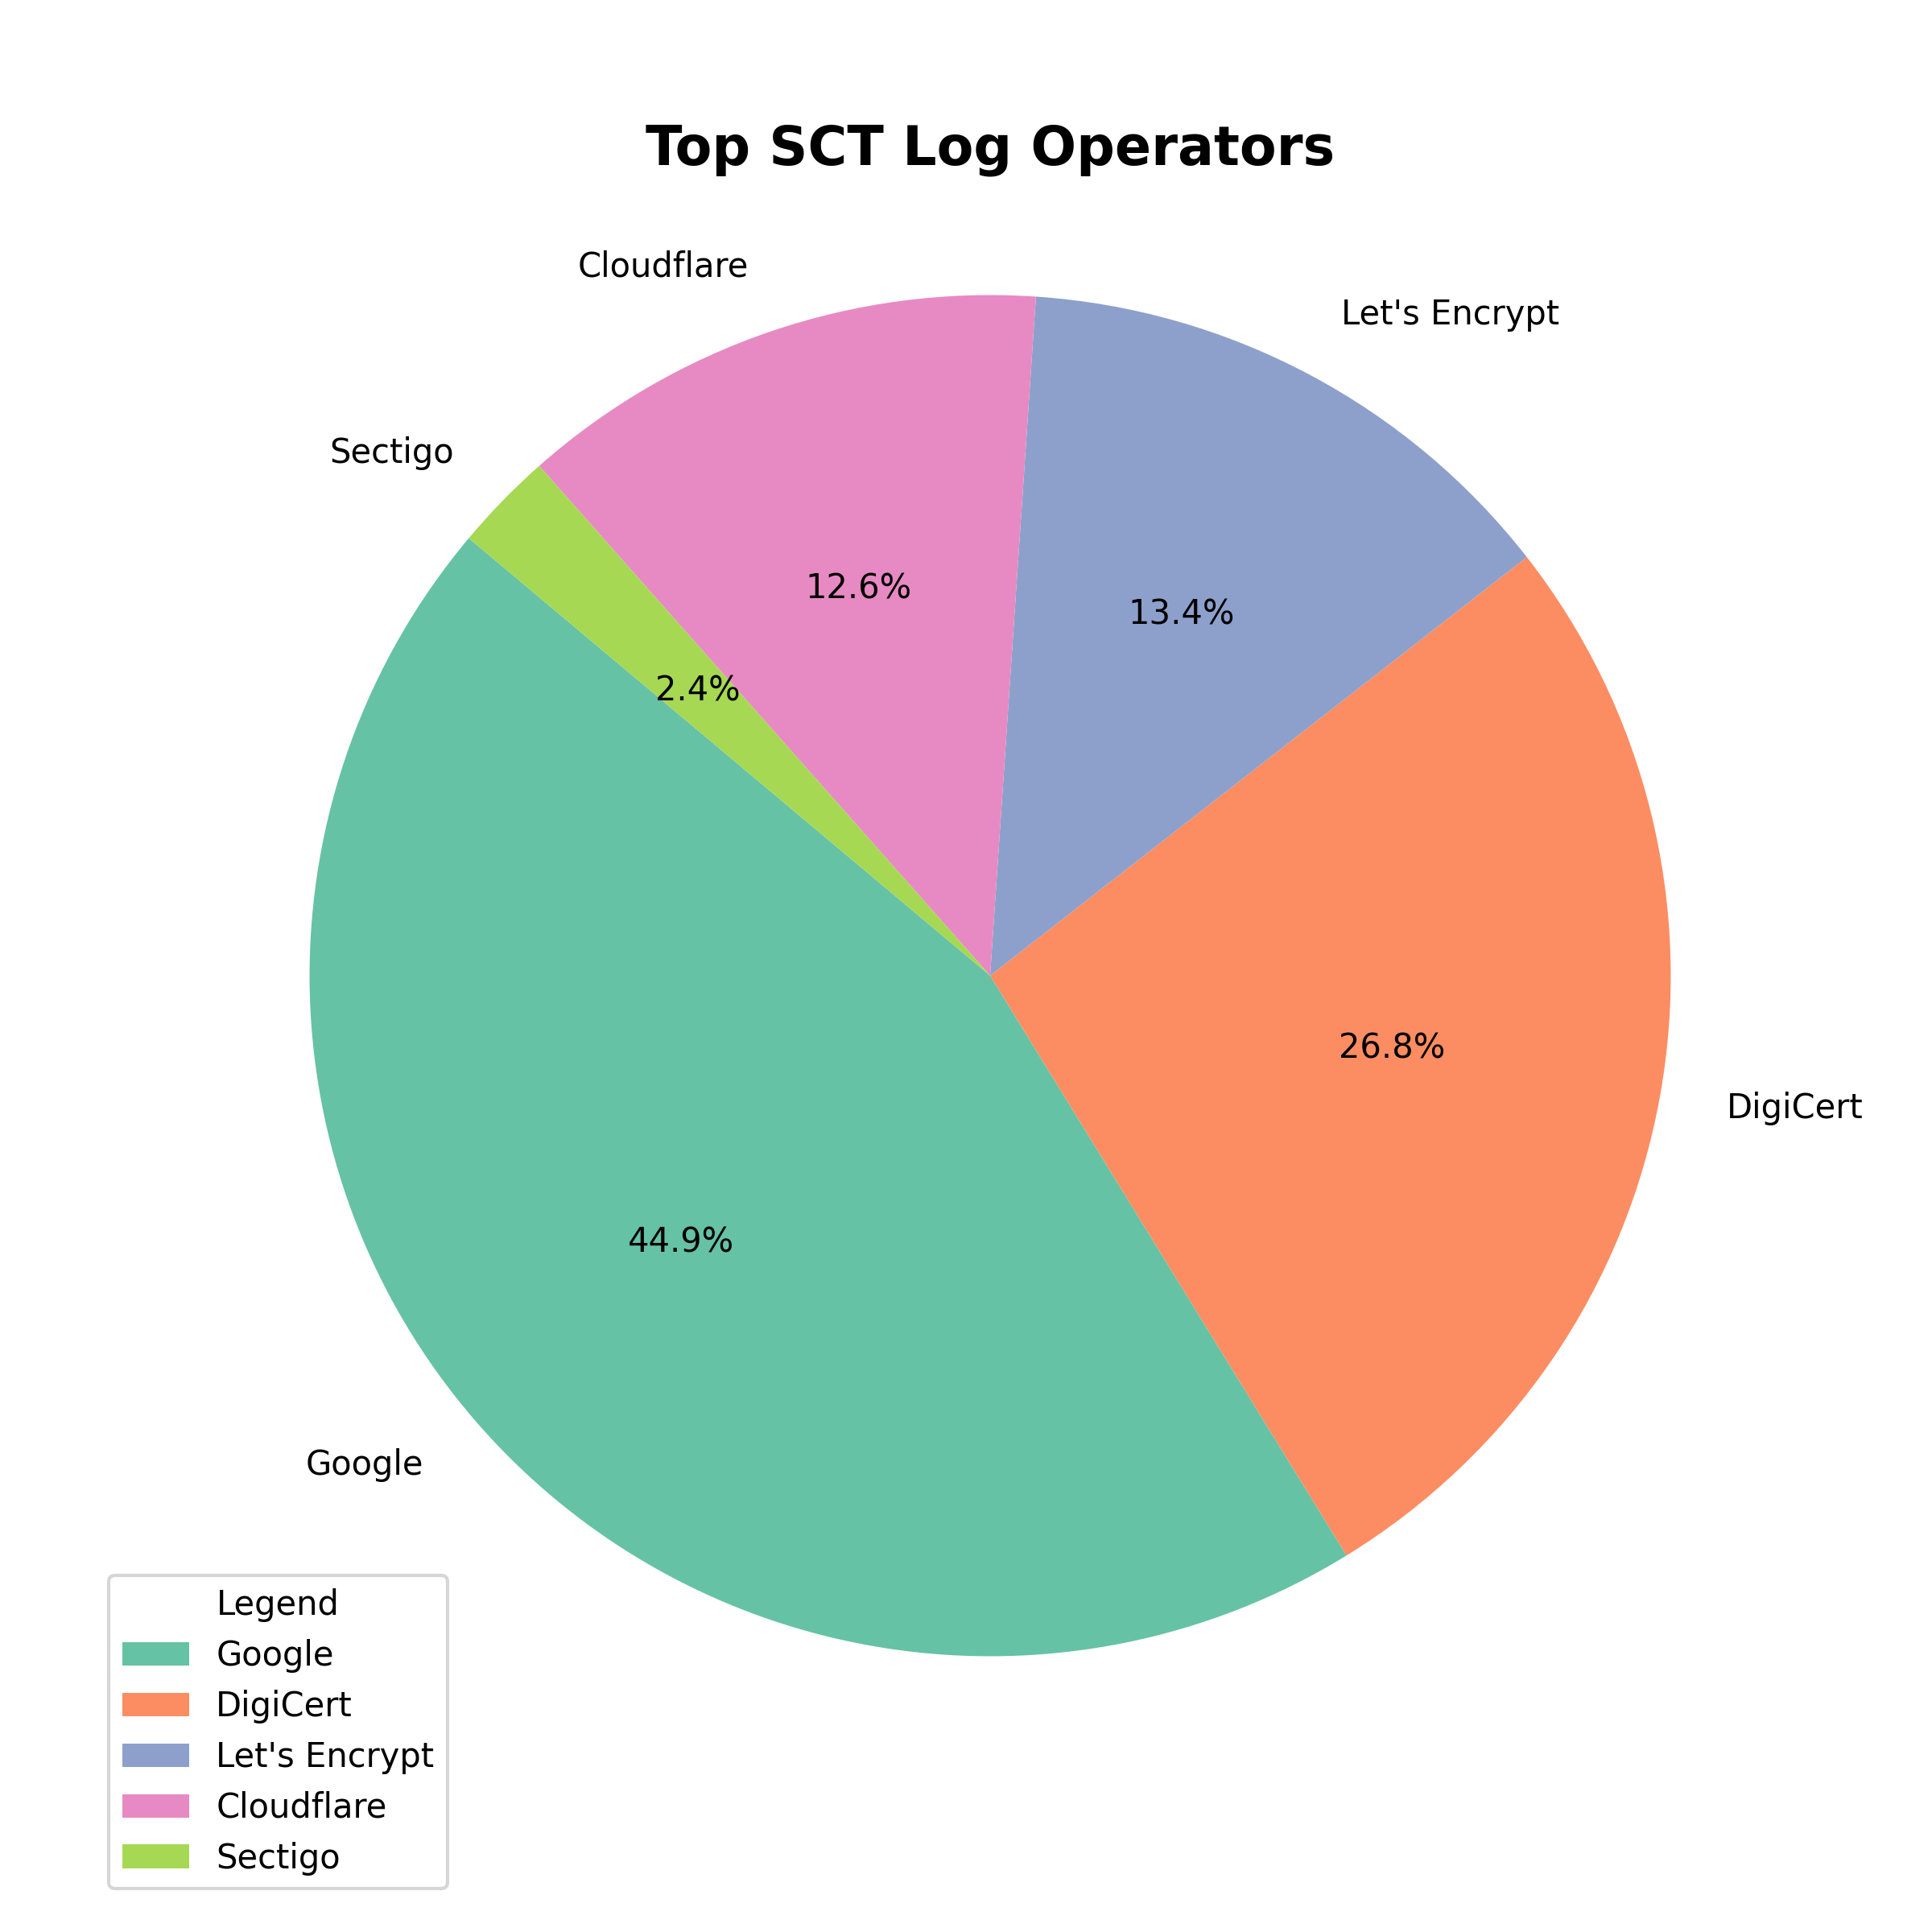 Top SCT Log Operators
Cloudflare
Let's Encrypt
Sectigo
12.6%
13.4%
2.4%
26.8%
DigiCert
44.9%
Google
Legend
Google
DigiCert
Let's Encrypt
Cloudflare
Sectigo